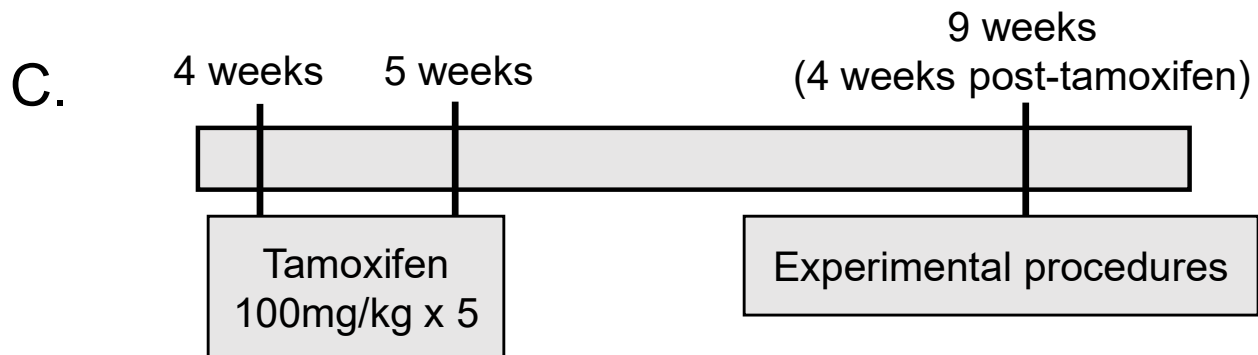 C.
4 weeks
5 weeks
9 weeks
(4 weeks post-tamoxifen)
Tamoxifen
100mg/kg x 5
Experimental procedures